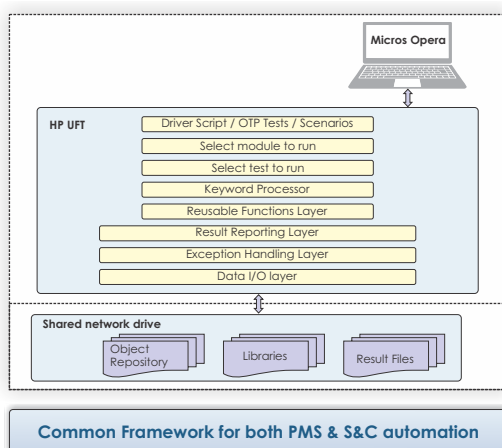 Micros Opera
HP UFT
Driver Script / OTP Tests / Scenarios
Select module to run
Select test to run
Keyword Processor
Reusable Functions Layer
Result Reporting Layer
Exception Handling Layer
Data I/O layer
Shared network drive
Object
Repository
Libraries
Result Files
Common Framework for both PMS & S&C automation